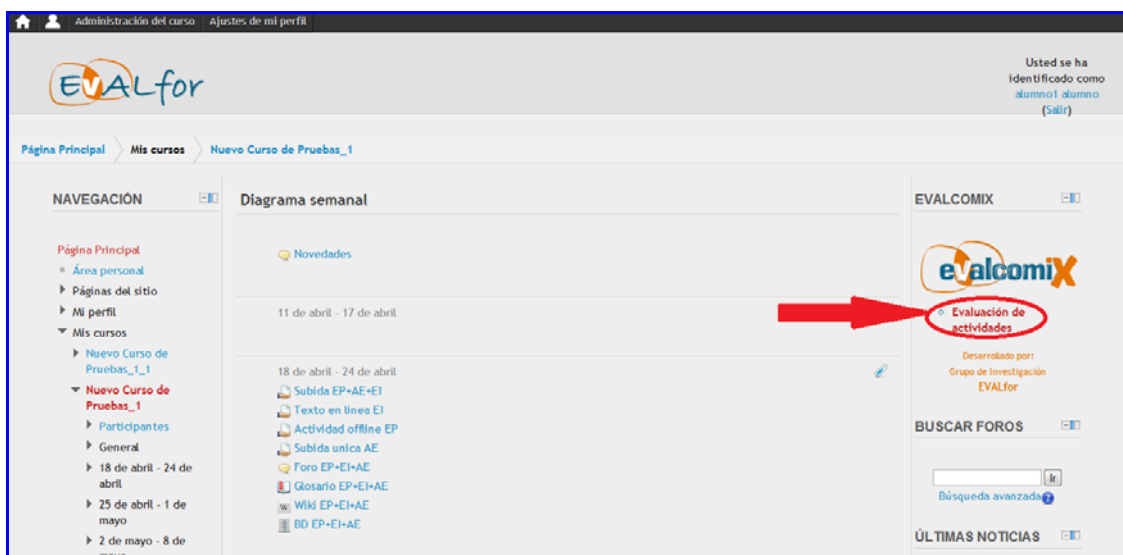 Administración del curso Ajustes de mi perfil
EVALfor
Usted se ha
identificado como
alumno1 alumno
(Salir)
Página Principal Mis cursos Nuevo Curso de Pruebas_1
NAVEGACIÓN
Página Principal
Área personal
Páginas del sitio
Mi perfil
Mis cursos
Nuevo Curso de
Pruebas_1_1
Nuevo Curso de
Pruebas_1
Participantes
General
18 de abril - 24 de
abril
25 de abril - 1 de
mayo
2 de mayo - 8 de
Diagrama semanal
Novedades
11 de abril - 17 de abril
18 de abril - 24 de abril
Subida EP+AE+EI
Texto en línea EI
Actividad offline EP
Subida unica AE
Foro EP+EI+AE
Glosario EP+EI+AE
Wiki EP+EI+AE
BD EP+EI+AE
EVALCOMIX
evalcomiX
Evaluación de
actividades
Desarrolado por:
Grupo de Investigación
EVALfor
BUSCAR FOROS
Ir
Búsqueda avanzada
ÚLTIMAS NOTICIAS